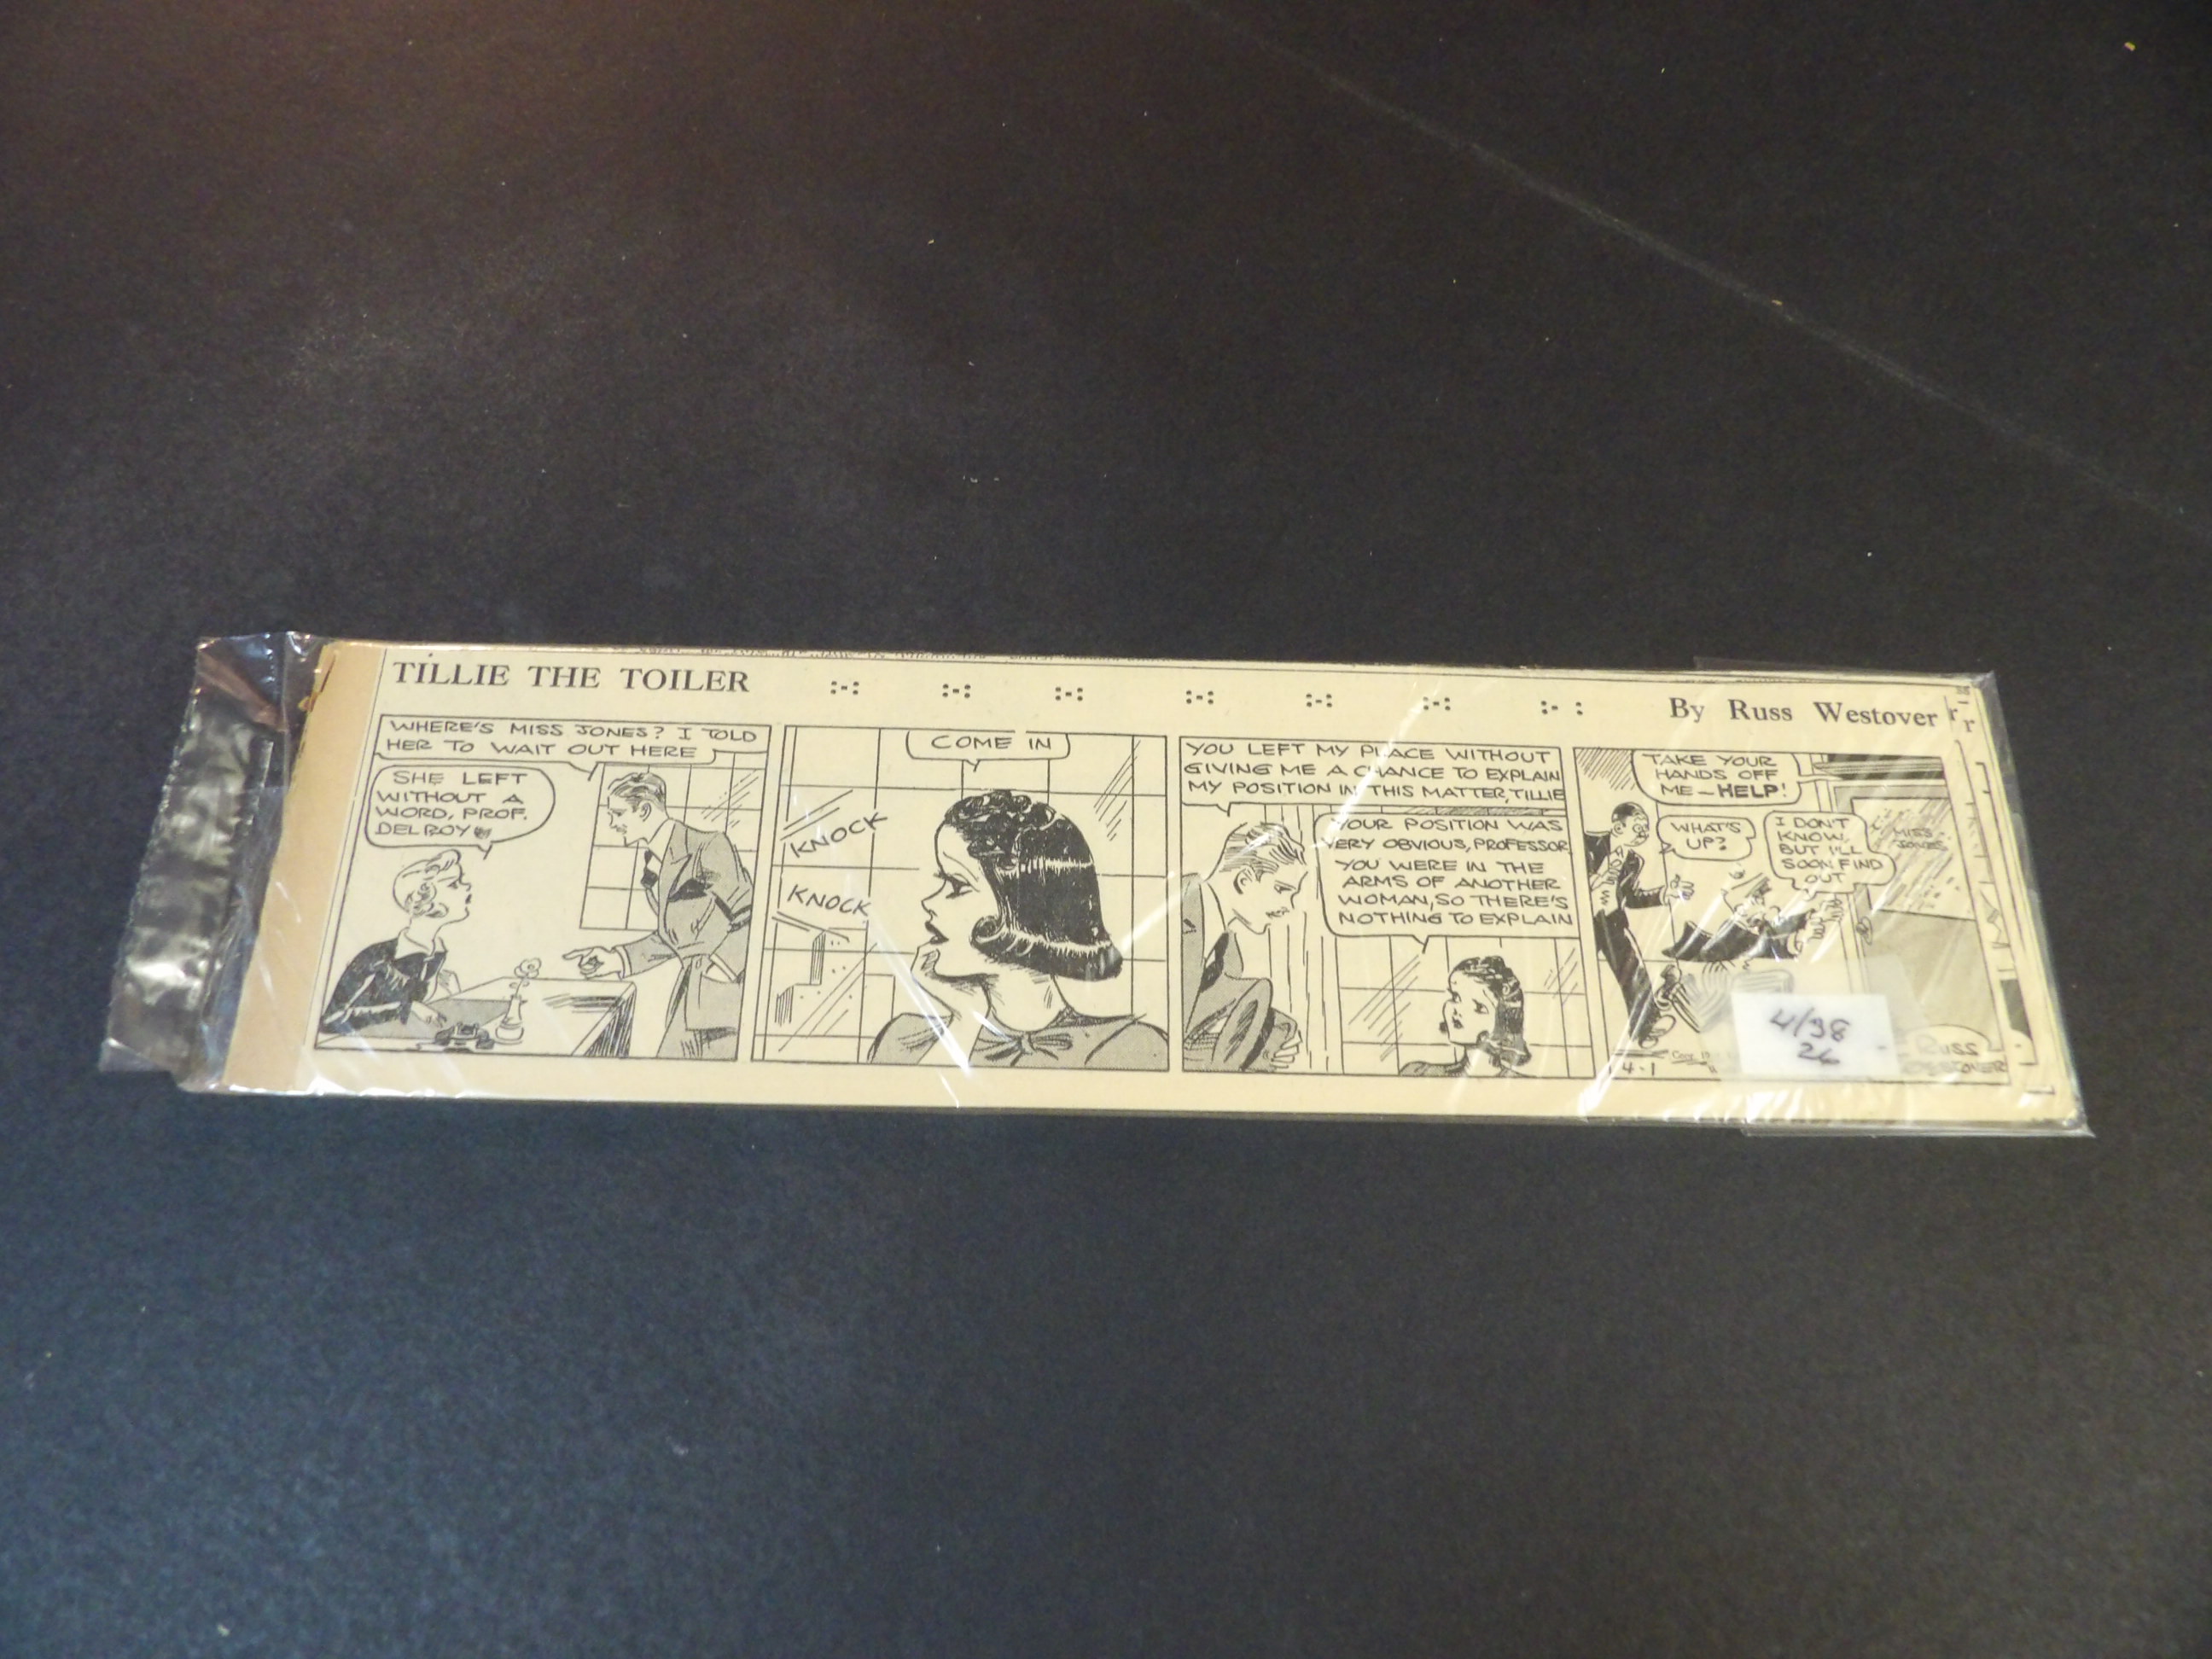 TILLIE THE TOILER
By Russ Westover
WHERE'S MISS JONES? I TOLD
HER TO WAIT OUT HERE
SHE LEFT
WITHOUT A
WORD, PROF.
DELROY
COME IN
KNOCK
KNOCK
YOU LEFT MY PLACE WITHOUT
GIVING ME A CHANCE TO EXPLAIN
MY POSITION IN THIS MATTER, TILLIE
YOUR POSITION WAS
VERY OBVIOUS, PROFESSOR
YOU WERE IN THE
ARMS OF ANOTHER
WOMAN, SO THERE'S
NOTHING TO EXPLAIN
TAKE YOUR
HANDS OFF
ME — HELP!
WHAT'S
UP?
I DON'T
KNOW,
BUT I'LL
SOON FIND
OUT
MISS
JONES
4-1
4/38
26
RUSS
WESTOVER